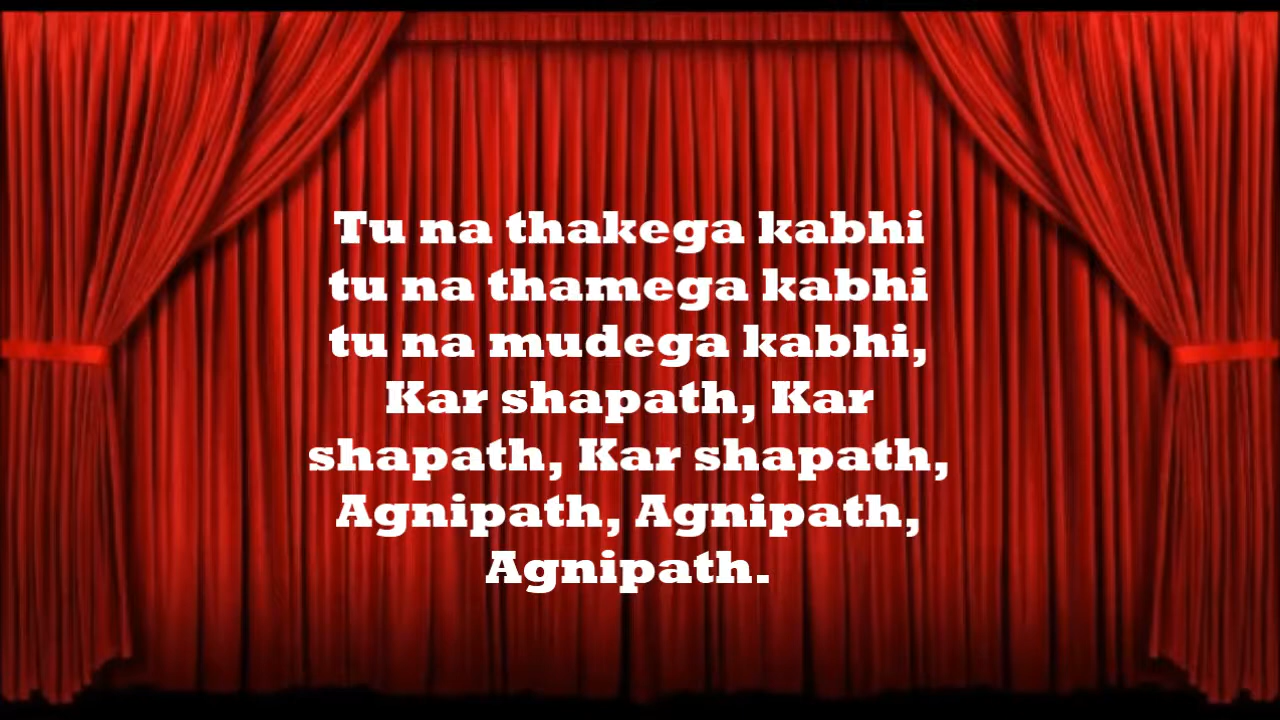 Tu na thakega kabhi
tu na thamega kabhi
tu na mudega kabhi,
Kar shapath, Kar
shapath, Kar shapath,
Agnipath, Agnipath,
Agnipath.